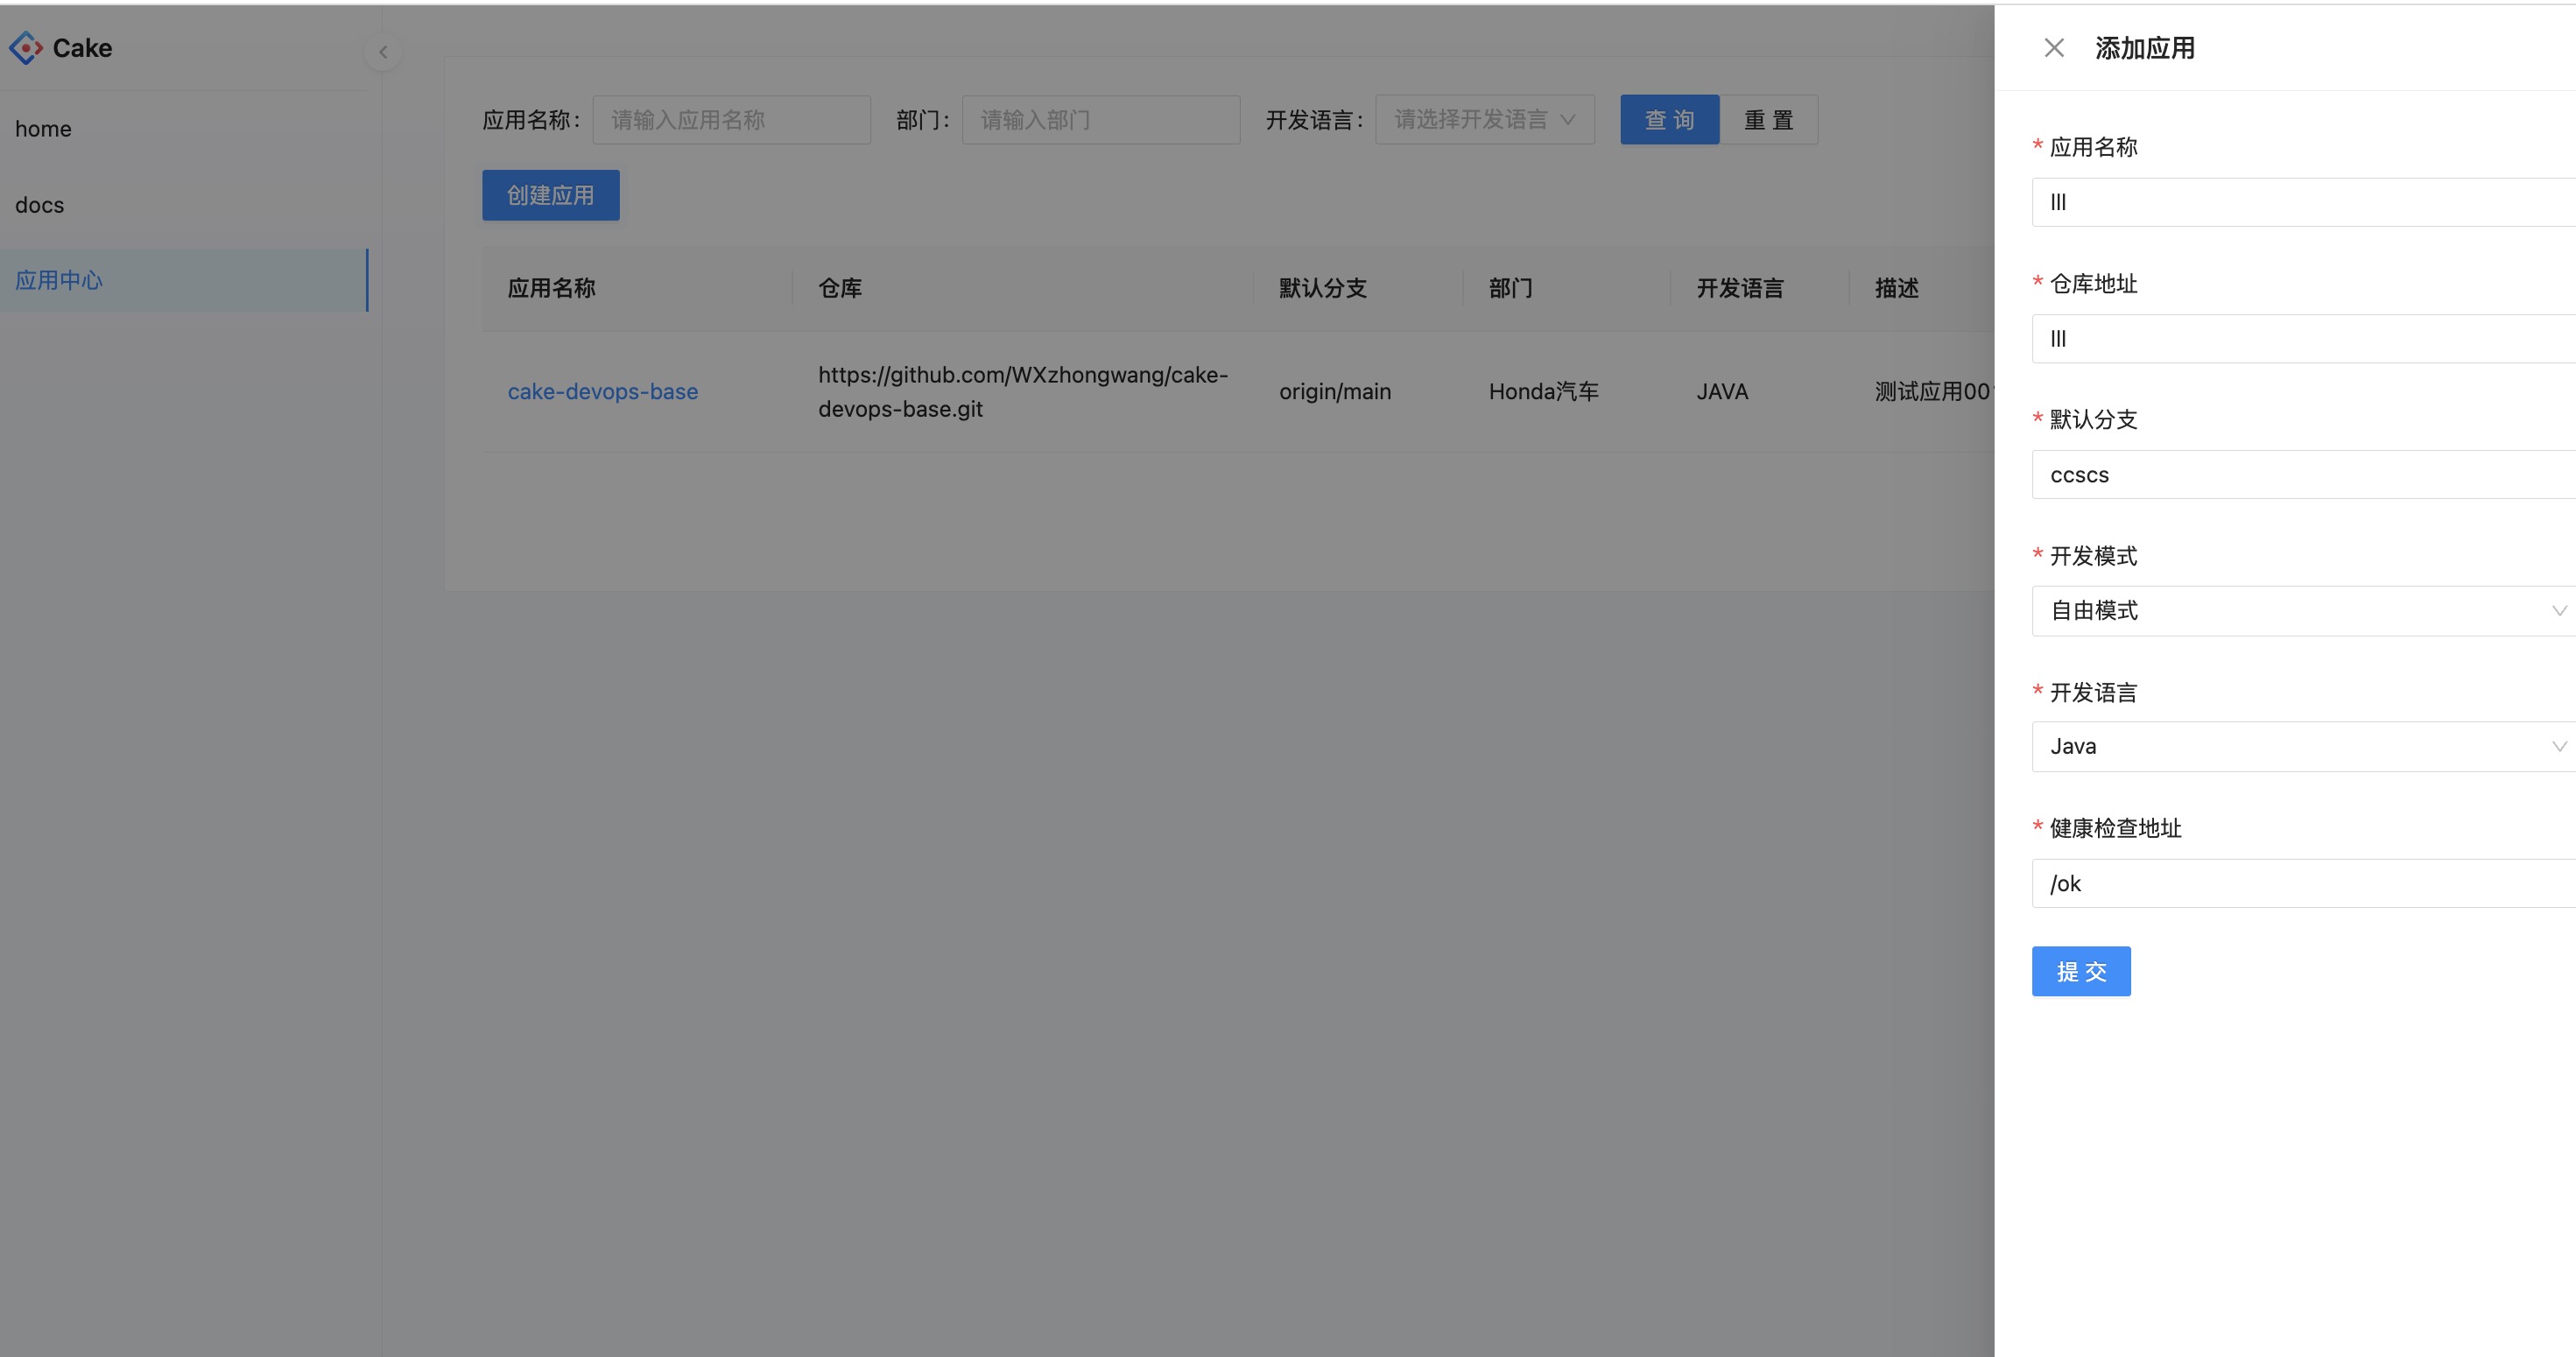 Cake
home
docs
应用中心
应用名称： 请输入应用名称 部门： 请输入部门 开发语言： 请选择开发语言 查 询 重 置
创建应用
应用名称 仓库 默认分支 部门 开发语言 描述
cake-devops-base https://github.com/WXzhongwang/cake-devops-base.git origin/main Honda汽车 JAVA 测试应用00
添加应用
* 应用名称
lll
* 仓库地址
lll
* 默认分支
ccscs
* 开发模式
自由模式
* 开发语言
Java
* 健康检查地址
/ok
提 交